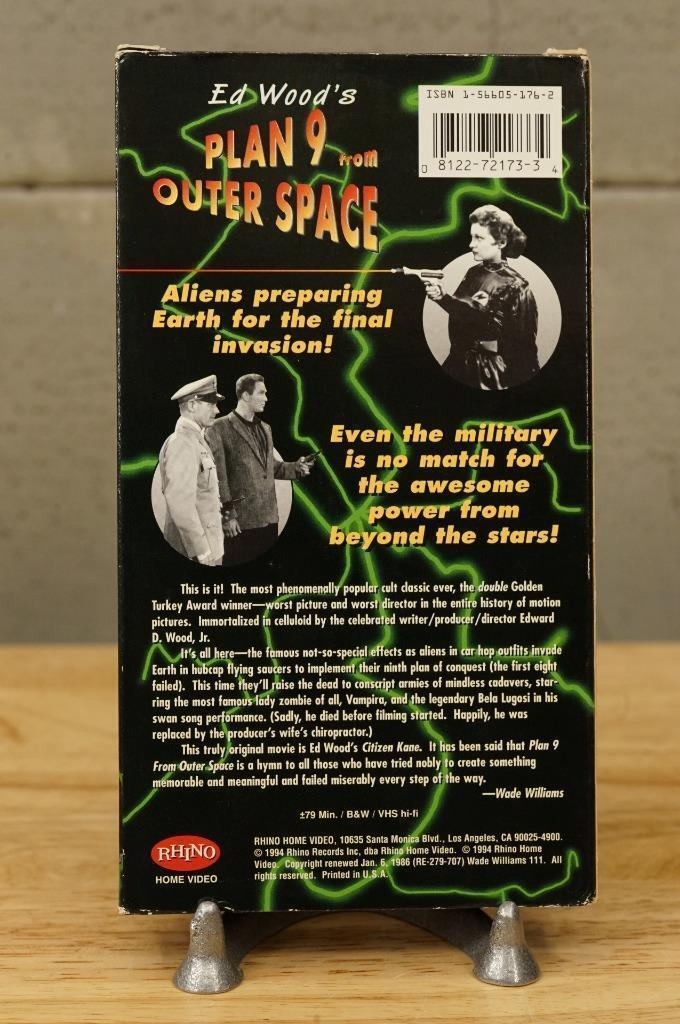 Ed Wood's
PLAN 9 from
OUTER SPACE
ISBN 1-56605-176-2
0 8122-72173-3 4
Aliens preparing
Earth for the final
invasion!
Even the military
is no match for
the awesome
power from
beyond the stars!
This is it! The most phenomenally popular cult classic ever, the double Golden
Turkey Award winner—worst picture and worst director in the entire history of motion
pictures. Immortalized in celluloid by the celebrated writer/producer/director Edward
D. Wood, Jr.
It's all here—the famous not-so-special effects as aliens in car hop outfits invade
Earth in hubcap flying saucers to implement their ninth plan of conquest (the first eight
failed). This time they'll raise the dead to conscript armies of mindless cadavers, star-
ring the most famous lady zombie of all, Vampira, and the legendary Bela Lugosi in his
swan song performance. (Sadly, he died before filming started. Happily, he was
replaced by the producer's wife's chiropractor.)
This truly original movie is Ed Wood's Citizen Kane. It has been said that Plan 9
From Outer Space is a hymn to all those who have tried nobly to create something
memorable and meaningful and failed miserably every step of the way.
—Wade Williams
±79 Min. / B&W / VHS hi-fi
RHINO
HOME VIDEO
RHINO HOME VIDEO, 10635 Santa Monica Blvd., Los Angeles, CA 90025-4900.
© 1994 Rhino Records Inc, dba Rhino Home Video. © 1994 Rhino Home
Video. Copyright renewed Jan. 6, 1986 (RE-279-707) Wade Williams 111. All
rights reserved. Printed in U.S.A.